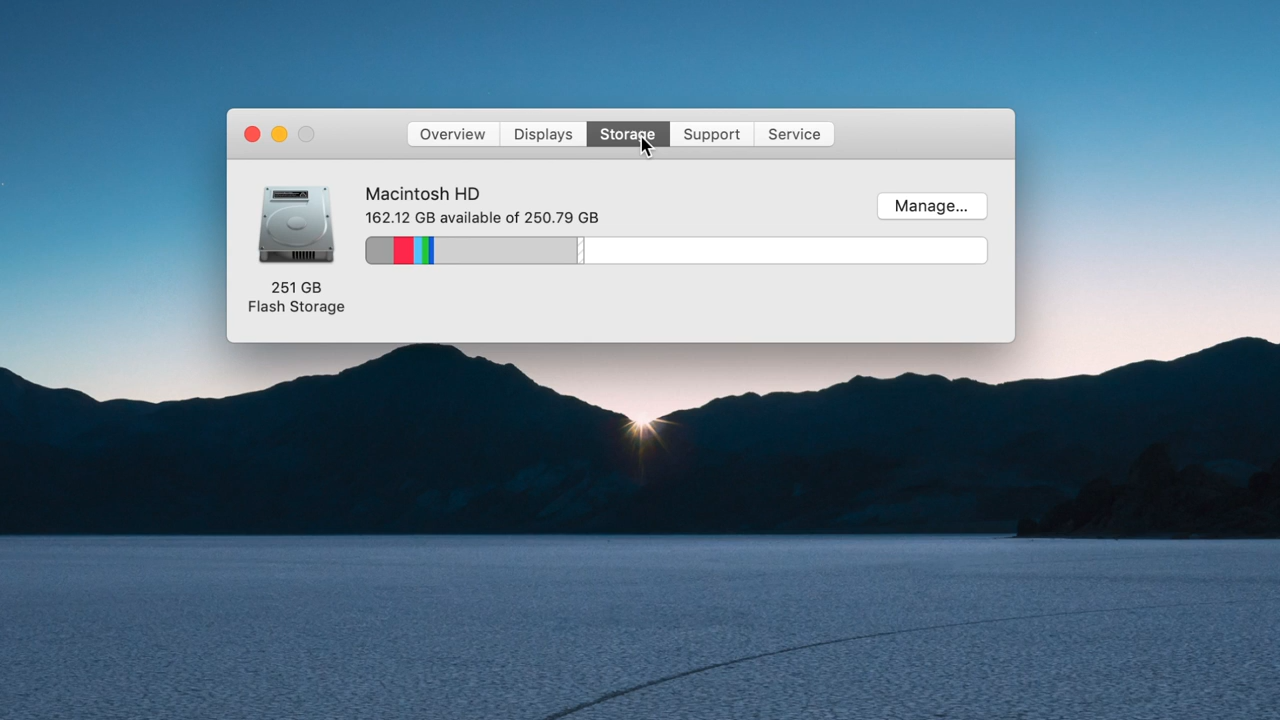 Overview Displays Storage Support Service
Macintosh HD
162.12 GB available of 250.79 GB
Manage...
251 GB
Flash Storage